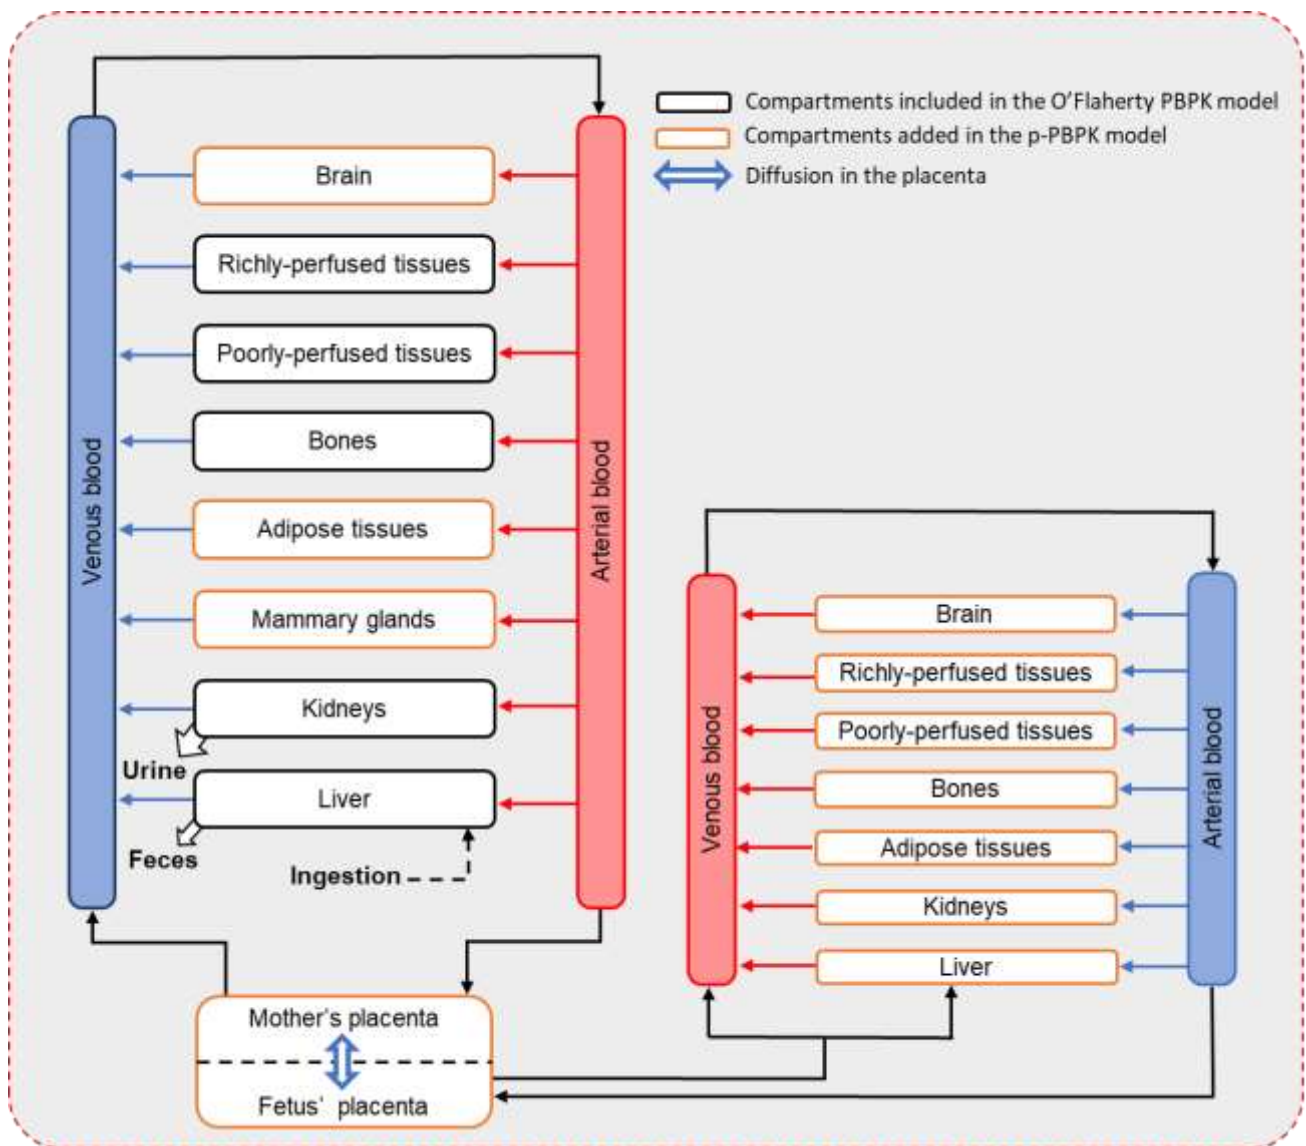 Compartments included in the O'Flaherty PBPK model
Compartments added in the p-PBPK model
Diffusion in the placenta
Venous blood
Arterial blood
Brain
Richly-perfused tissues
Poorly-perfused tissues
Bones
Adipose tissues
Mammary glands
Kidneys
Urine
Liver
Feces
Ingestion
Mother's placenta
Fetus' placenta
Venous blood
Arterial blood
Brain
Richly-perfused tissues
Poorly-perfused tissues
Bones
Adipose tissues
Kidneys
Liver